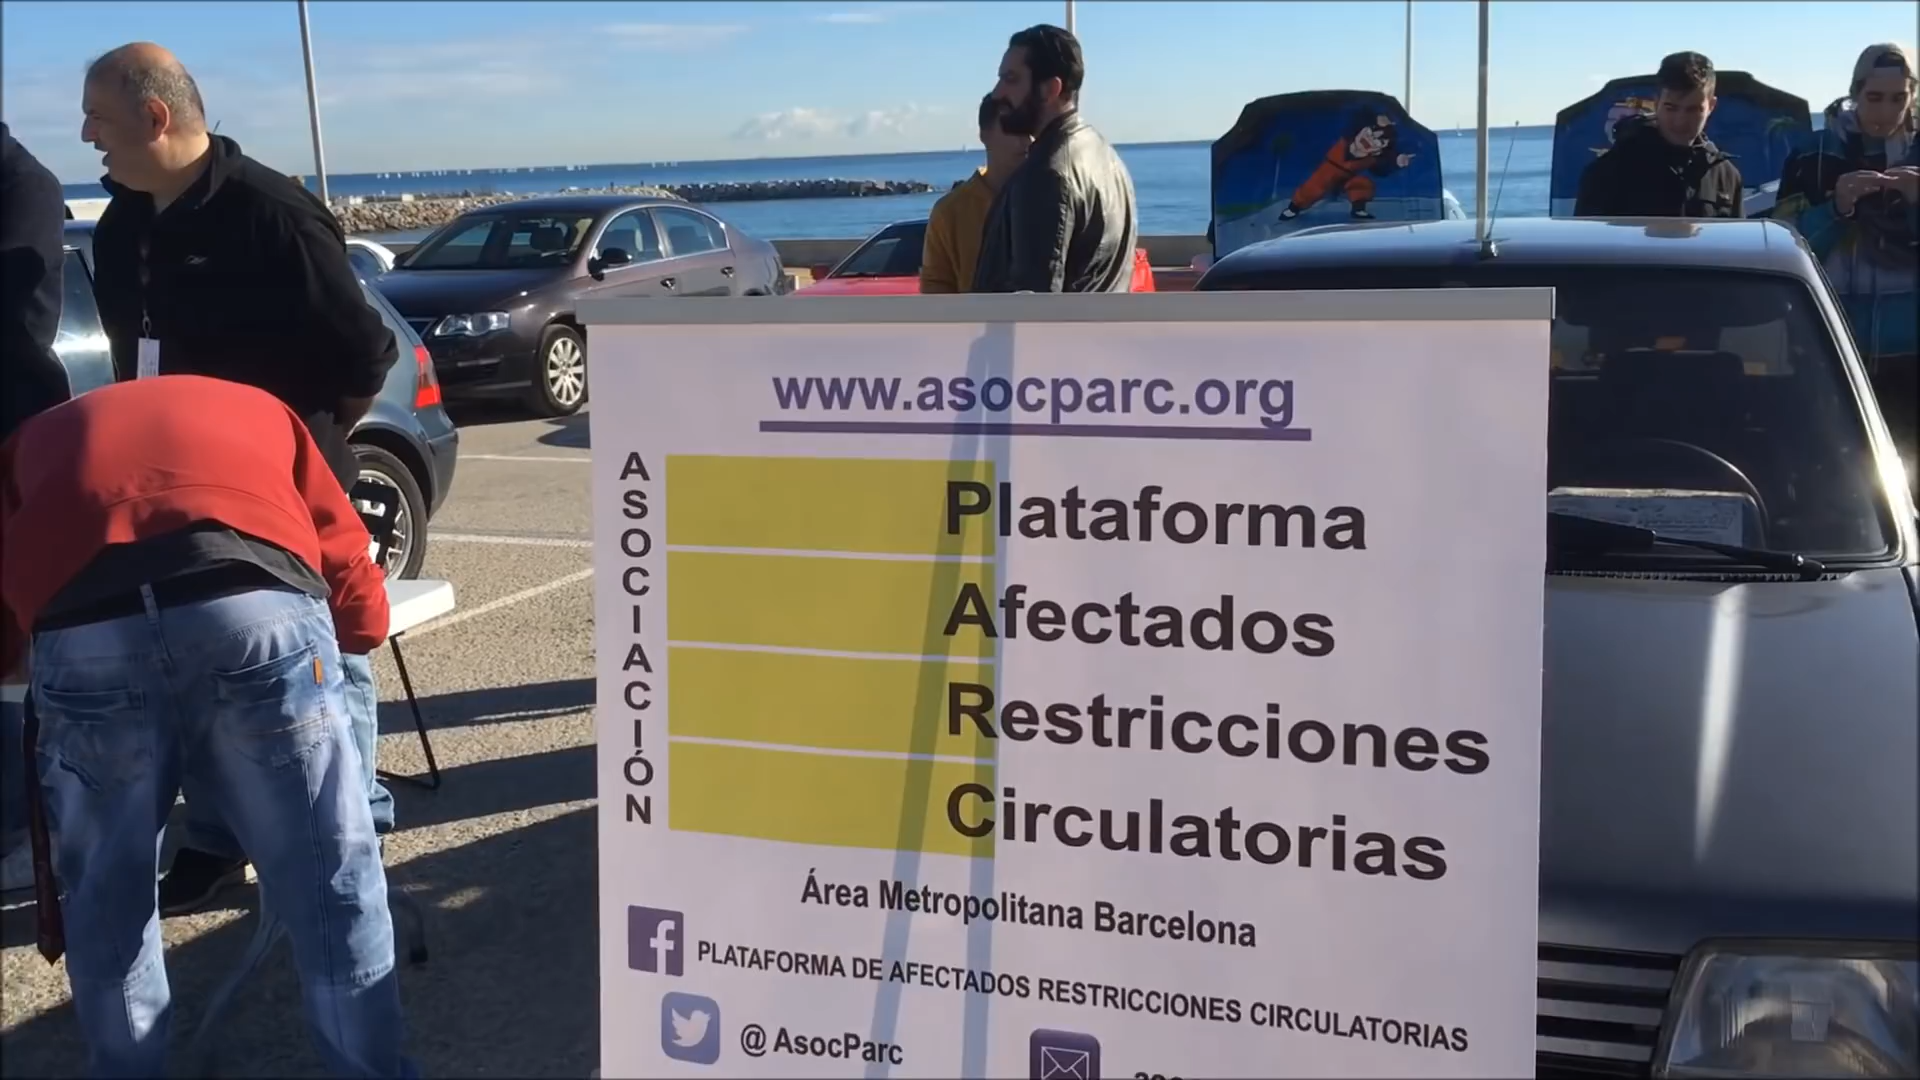 www.asocparc.org
ASOCIACIÓN
Plataforma
Afectados
Restricciones
Circulatorias
Área Metropolitana Barcelona
PLATAFORMA DE AFECTADOS RESTRICCIONES CIRCULATORIAS
@AsocParc